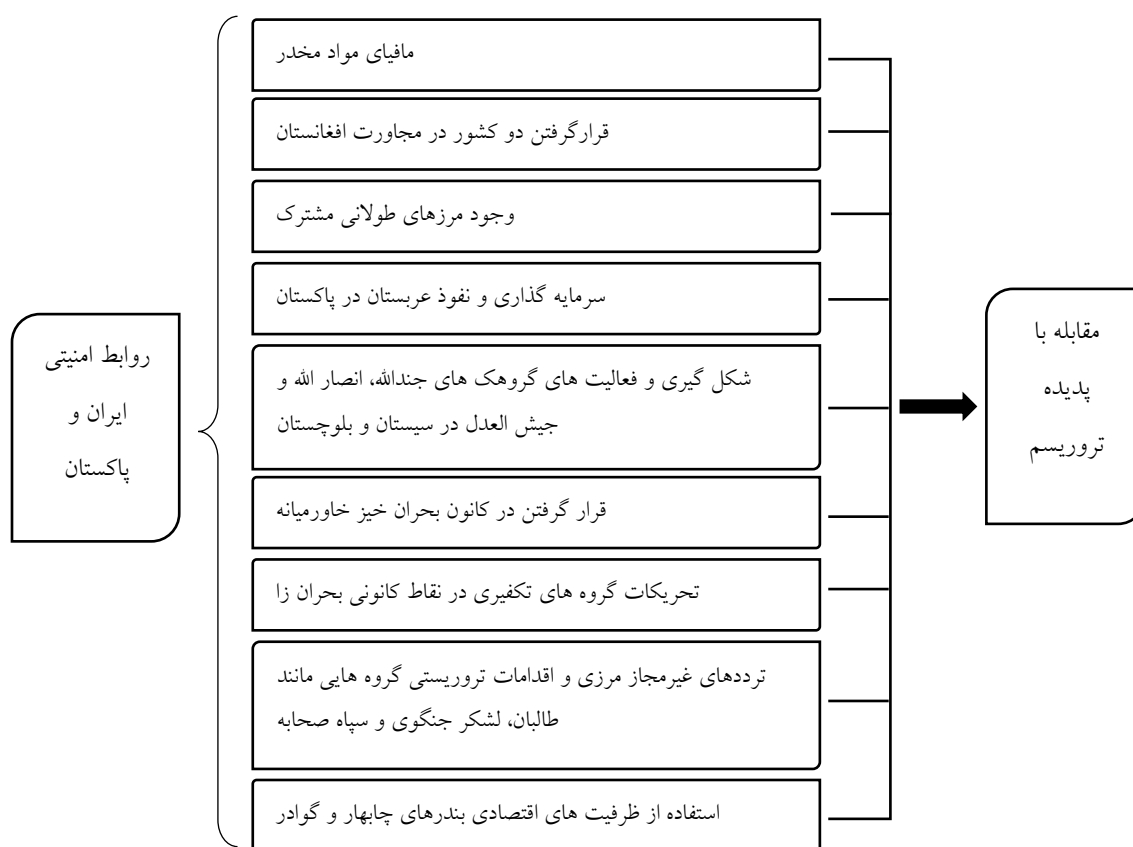 مافیای مواد مخدر
قرارگرفتن دو کشور در مجاورت افغانستان
وجود مرزهای طولانی مشترک
سرمایه گذاری و نفوذ عربستان در پاکستان
شکل گیری و فعالیت های گروهک های جندالله، انصار الله و
جیش العدل در سیستان و بلوچستان
قرار گرفتن در کانون بحران خیز خاورمیانه
تحریکات گروه های تکفیری در نقاط کانونی بحران زا
ترددهای غیرمجاز مرزی و اقدامات تروریستی گروه هایی مانند
طالبان، لشکر جنگوی و سپاه صحابه
استفاده از ظرفیت های اقتصادی بندرهای چابهار و گوادر
روابط امنیتی
ایران و
پاکستان
مقابله با
پدیده
تروریسم